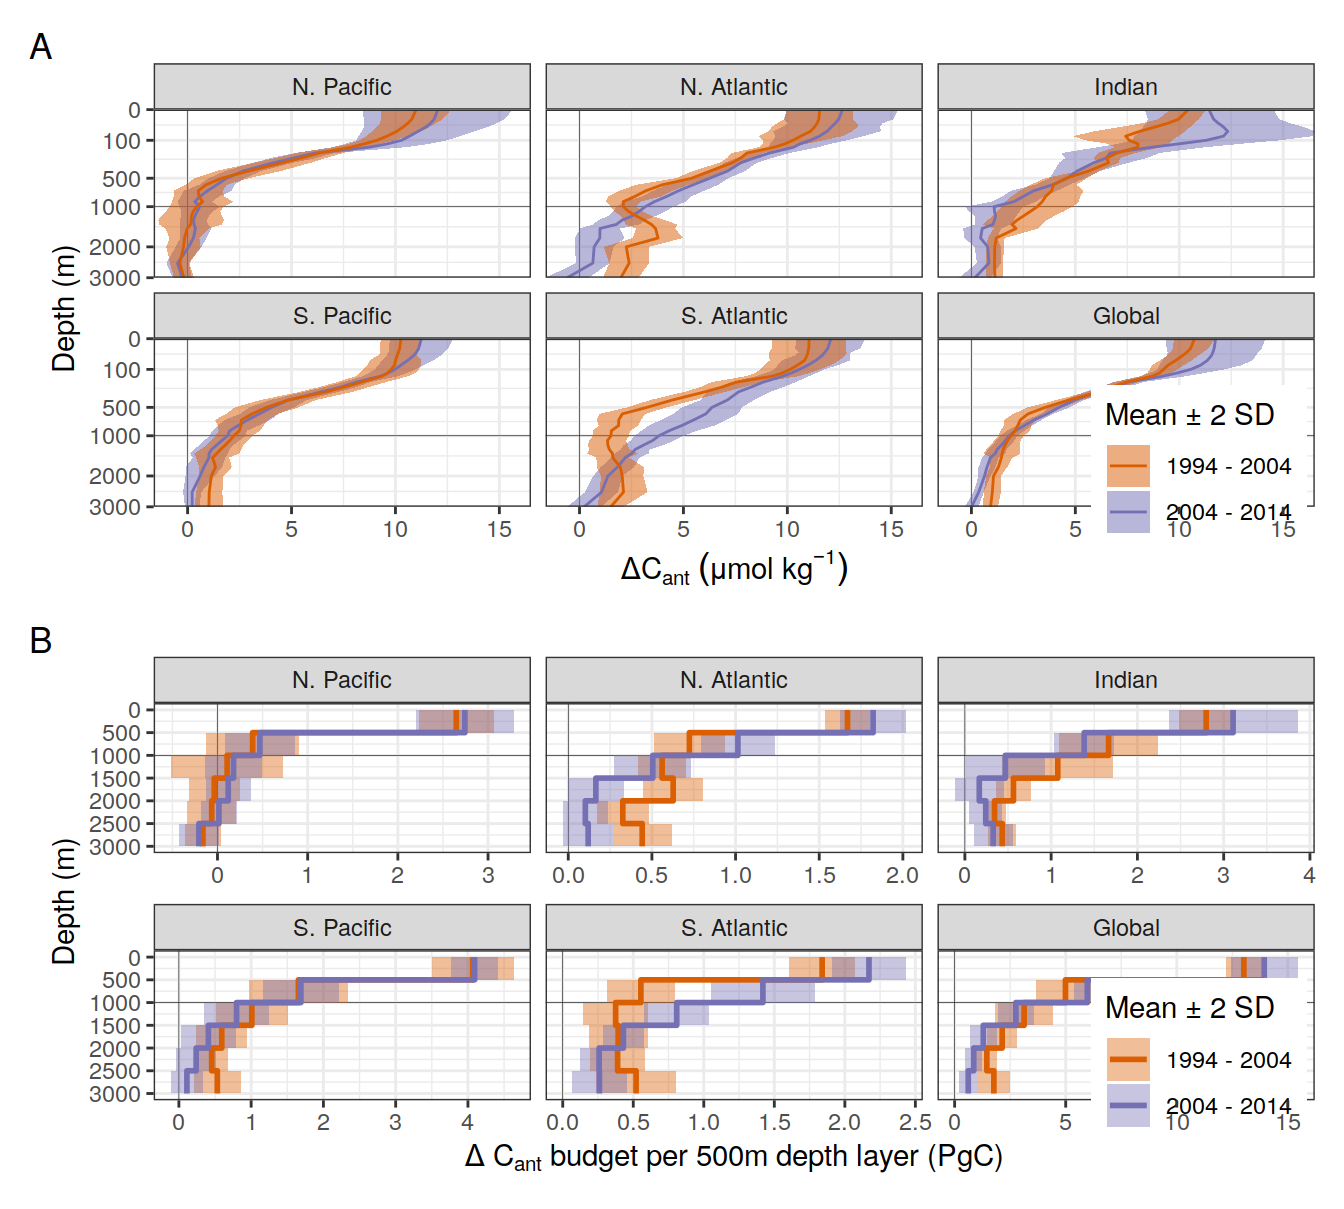 A
N. Pacific N. Atlantic Indian
0
100
500
1000
2000
3000
S. Pacific S. Atlantic Global
0
100
500
1000
2000
3000
Depth (m)
Mean ± 2 SD
1994 - 2004
2004 - 2014
0 5 10 15 0 5 10 15 0 5 10 15
ΔCant (μmol kg−1)
B
N. Pacific N. Atlantic Indian
0
500
1000
1500
2000
2500
3000
0 1 2 3 0.0 0.5 1.0 1.5 2.0 0 1 2 3 4
S. Pacific S. Atlantic Global
0
500
1000
1500
2000
2500
3000
Depth (m)
Mean ± 2 SD
1994 - 2004
2004 - 2014
0 1 2 3 4 0.0 0.5 1.0 1.5 2.0 2.5 0 5 10 15
Δ Cant budget per 500m depth layer (PgC)